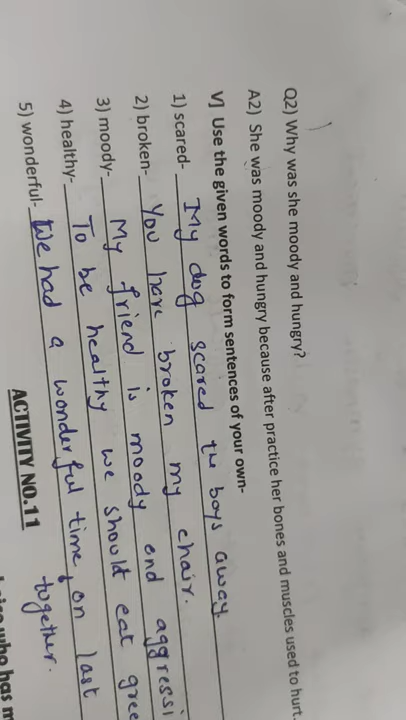 Q2) Why was she moody and hungry?
A2) She was moody and hungry because after practice her bones and muscles used to hurt.
V] Use the given words to form sentences of your own-
1) scared- My dog scared the boys away.
2) broken- You have broken my chair.
3) moody- My friend is moody and aggressi
4) healthy- To be healthy we should eat gree
5) wonderful- We had a wonderful time, on last
together.
ACTIVITY NO.11
who has m